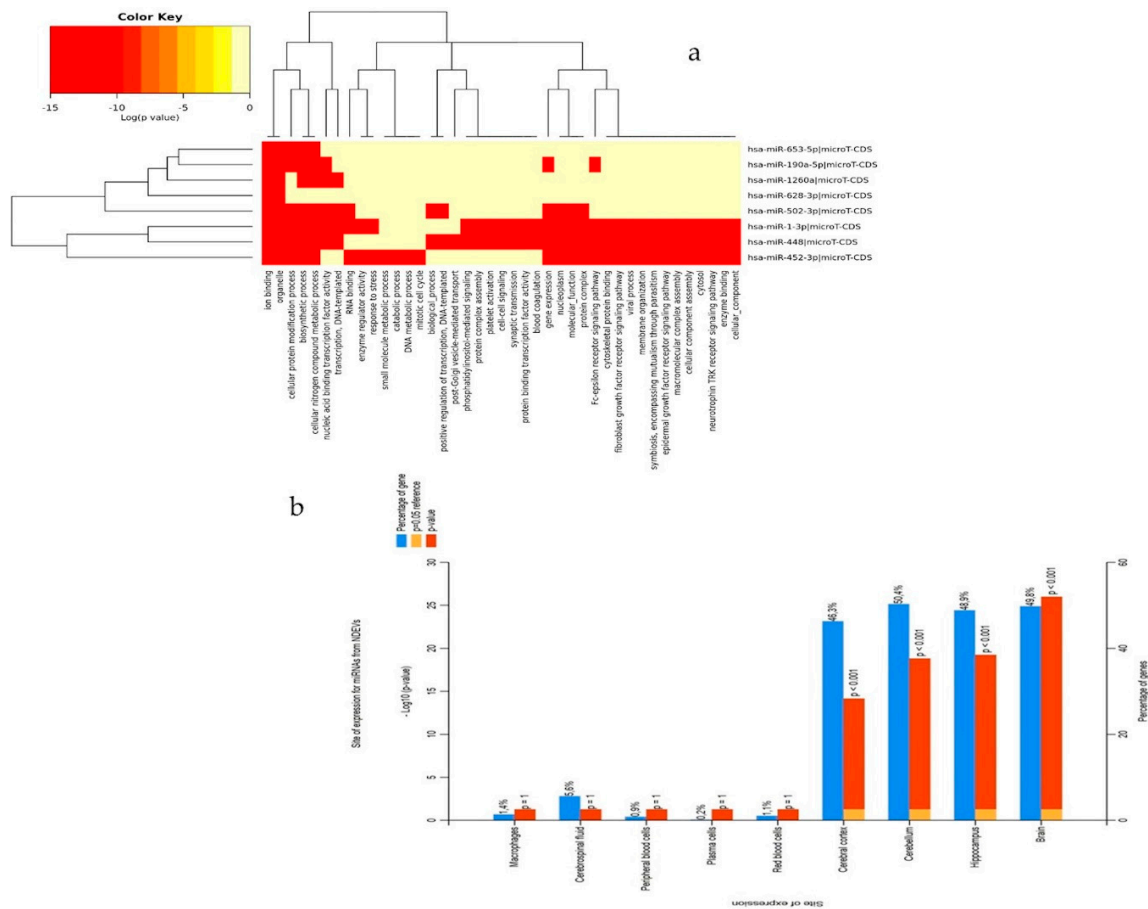 Color Key
-15
-10
-5
0
Log(p value)
a
hsa-miR-653-5p|microT-CDS
hsa-miR-190a-5p|microT-CDS
hsa-miR-1260a|microT-CDS
hsa-miR-628-3p|microT-CDS
hsa-miR-502-3p|microT-CDS
hsa-miR-1-3p|microT-CDS
hsa-miR-448|microT-CDS
hsa-miR-452-3p|microT-CDS
ion binding
organelle
cellular protein modification process
biosynthetic process
cellular nitrogen compound metabolic process
nucleic acid binding transcription factor activity
transcription, DNA-templated
RNA binding
enzyme regulator activity
response to stress
small molecule metabolic process
catabolic process
DNA metabolic process
mitotic cell cycle
biological_process
positive regulation of transcription, DNA-templated
post-Golgi vesicle-mediated transport
phosphatidylinositol-mediated signaling
protein complex assembly
platelet activation
cell-cell signaling
synaptic transmission
protein binding transcription factor activity
blood coagulation
gene expression
nucleoplasm
molecular_function
protein complex
Fc-epsilon receptor signaling pathway
cytoskeletal protein binding
fibroblast growth factor receptor signaling pathway
viral process
membrane organization
symbiosis, encompassing mutualism through parasitism
epidermal growth factor receptor signaling pathway
macromolecular complex assembly
cellular component assembly
cytosol
neurotrophin TRK receptor signaling pathway
enzyme binding
cellular_component
b
Percentage of gene
p=0.05 reference
p-value
Site of expression for miRNAs from NDEVs
- Log10 (p-value)
30
25
20
15
10
5
0
60
40
20
0
Percentage of genes
1,4%
p = 1
5,6%
p = 1
0,9%
p = 1
0,2%
p = 1
1,1%
p = 1
46,3%
p < 0.001
50,4%
p < 0.001
48,9%
p < 0.001
49,8%
p < 0.001
Macrophages
Cerebrospinal fluid
Peripheral blood cells
Plasma cells
Red blood cells
Cerebral cortex
Cerebellum
Hippocampus
Brain
Site of expression